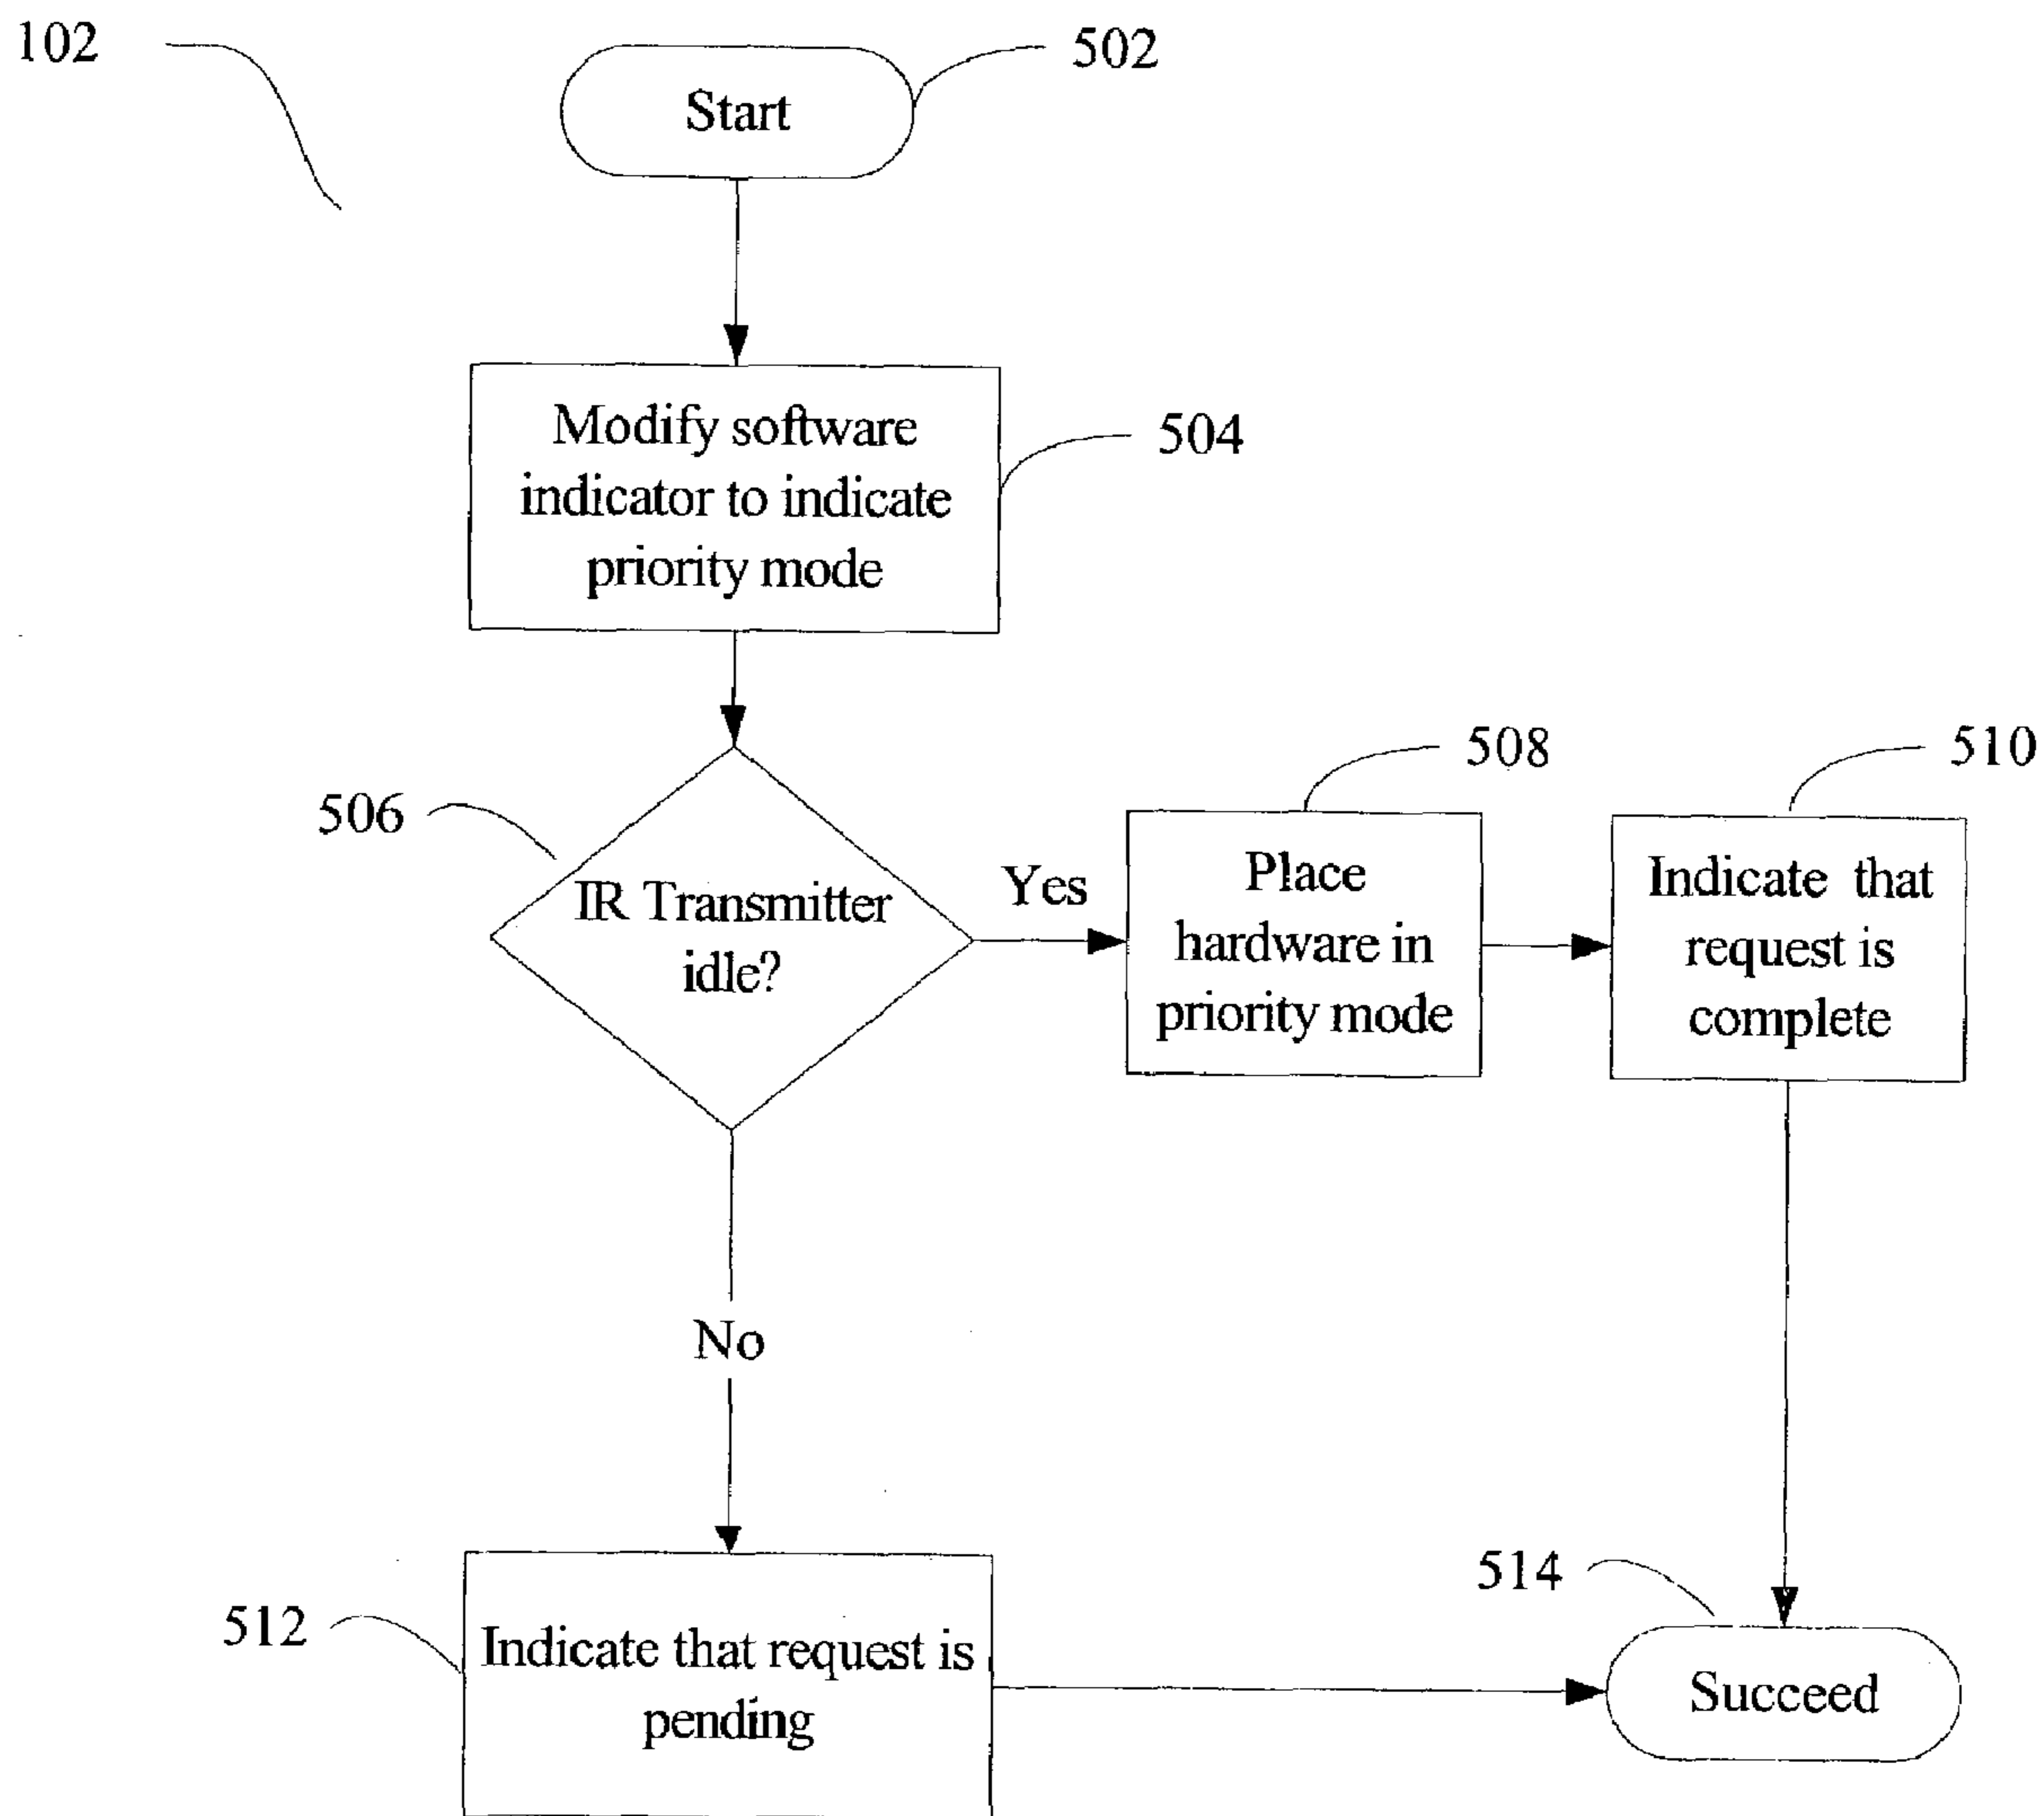 102
502
Start
Modify software
indicator to indicate
priority mode
504
506
IR Transmitter
idle?
Yes
508
Place
hardware in
priority mode
510
Indicate that
request is
complete
No
512
Indicate that request is
pending
514
Succeed